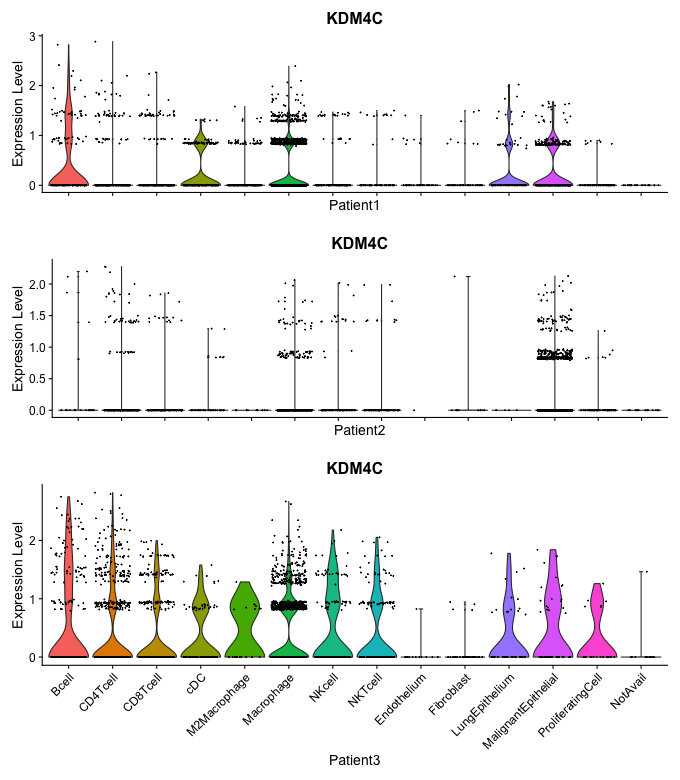 KDM4C
Expression Level
3
2
1
0
Patient1
KDM4C
Expression Level
2.0
1.5
1.0
0.5
0.0
Patient2
KDM4C
Expression Level
2
1
0
Bcell
CD4Tcell
CD8Tcell
cDC
M2Macrophage
Macrophage
NKcell
NKTcell
Endothelium
Fibroblast
LungEpithelium
MalignantEpithelial
ProliferatingCell
NotAvail
Patient3